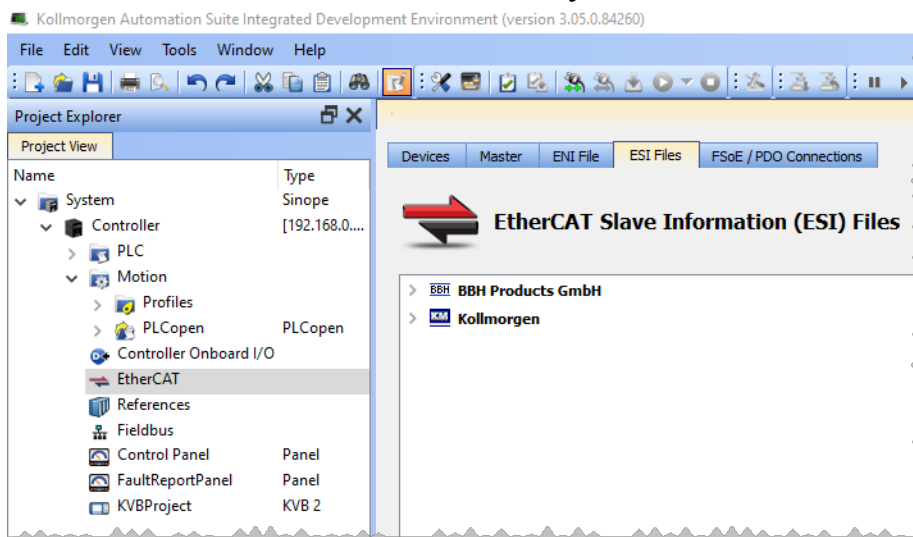 Kollmorgen Automation Suite Integrated Development Environment (version 3.05.0.84260)
File Edit View Tools Window Help
Project Explorer
Project View
Name Type
System Sinope
Controller [192.168.0....
PLC
Motion
Profiles
PLCopen PLCopen
Controller Onboard I/O
EtherCAT
References
Fieldbus
Control Panel Panel
FaultReportPanel Panel
KVBProject KVB 2
Devices Master ENI File ESI Files FSoE / PDO Connections
EtherCAT Slave Information (ESI) Files
BBH BBH Products GmbH
KM Kollmorgen